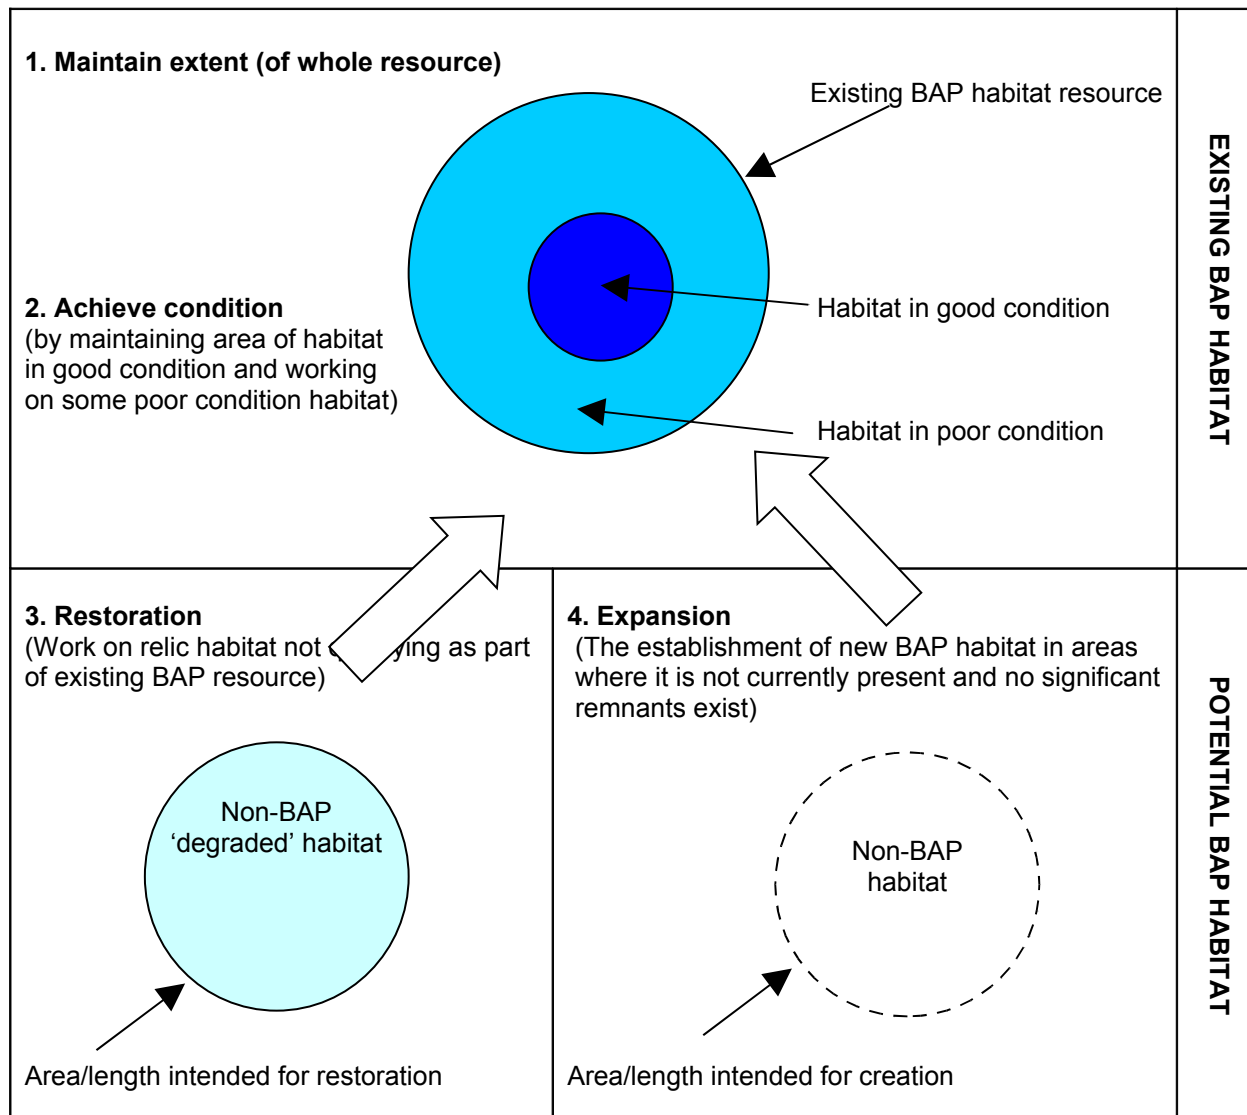 1. Maintain extent (of whole resource)
Existing BAP habitat resource
2. Achieve condition
(by maintaining area of habitat
in good condition and working
on some poor condition habitat)
Habitat in good condition
Habitat in poor condition
EXISTING BAP HABITAT
3. Restoration
(Work on relic habitat not as part
of existing BAP resource)
Non-BAP
‘degraded’ habitat
Area/length intended for restoration
4. Expansion
(The establishment of new BAP habitat in areas
where it is not currently present and no significant
remnants exist)
Non-BAP
habitat
Area/length intended for creation
POTENTIAL BAP HABITAT